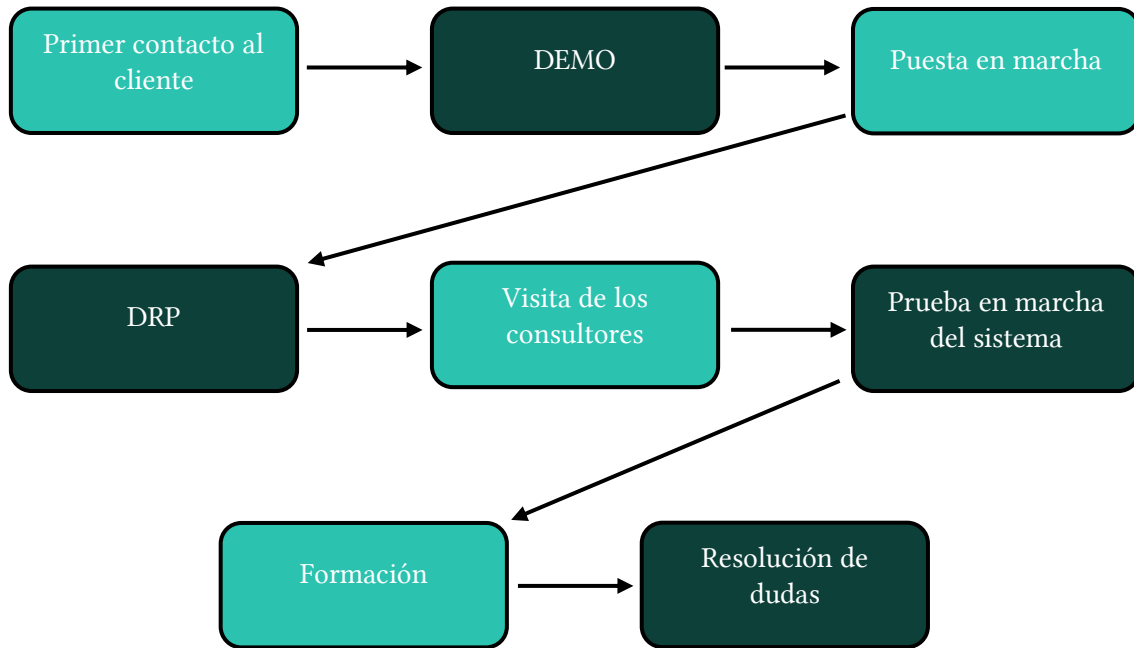 Primer contacto al
cliente
DEMO
Puesta en marcha
DRP
Visita de los
consultores
Prueba en marcha
del sistema
Formación
Resolución de
dudas